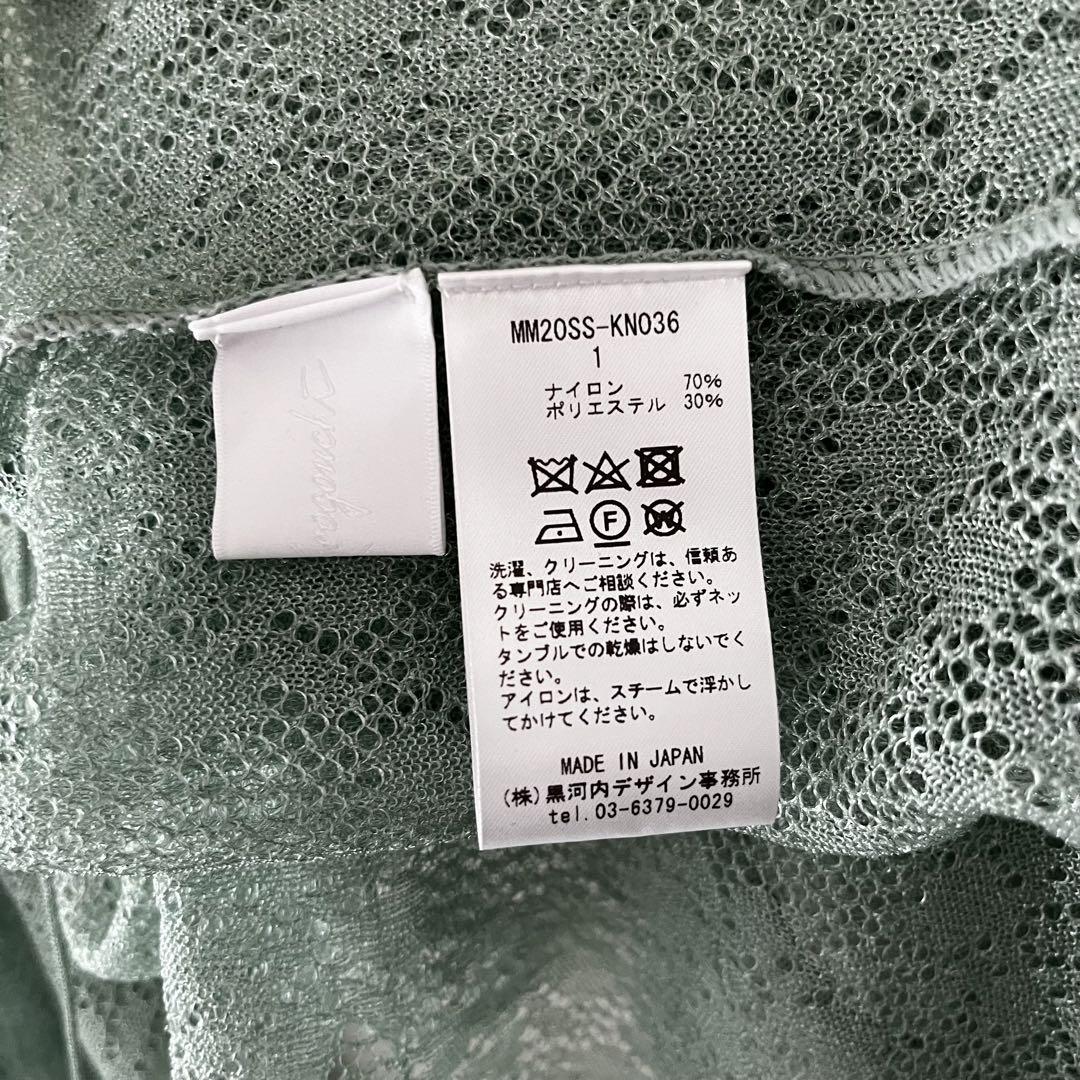 MM20SS-KN036
1
ナイロン 70%
ポリエステル 30%
F
W
洗濯、クリーニングは、信頼あ
る専門店へご相談ください。
クリーニングの際は、必ずネッ
トをご使用ください。
タンブルでの乾燥はしないでく
ださい。
アイロンは、スチームで浮かし
てかけてください。
MADE IN JAPAN
(株)黒河内デザイン事務所
tel.03-6379-0029